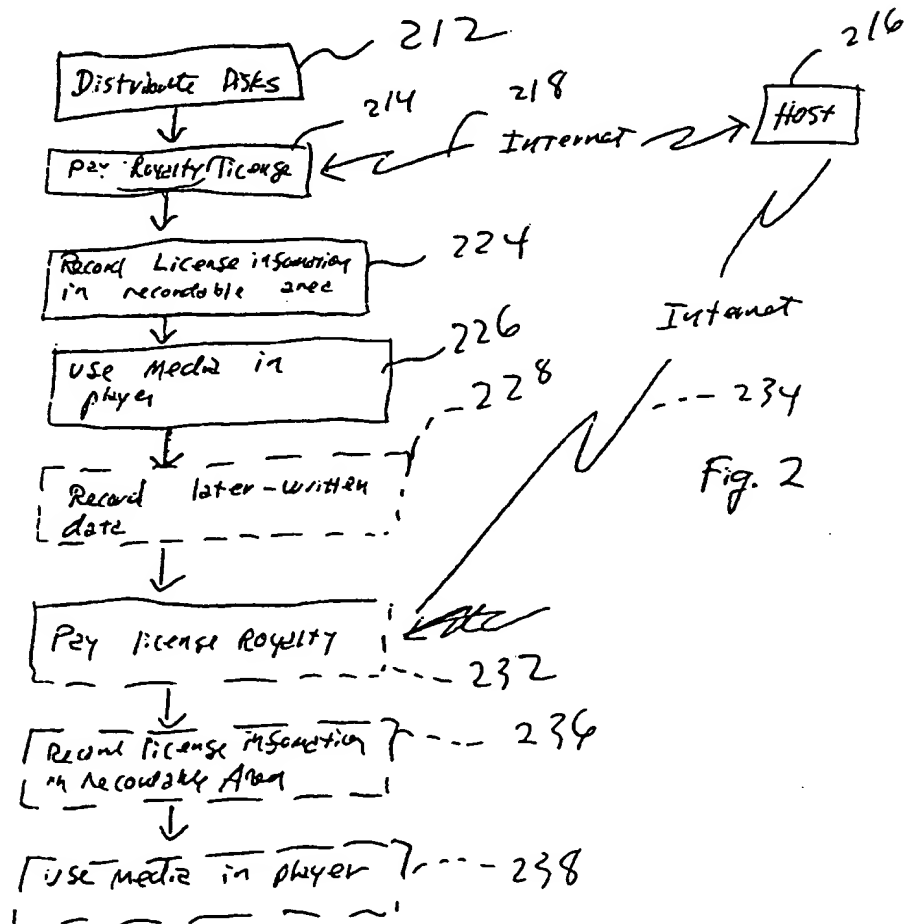 212
216
Distribute Disks
214
218
Host
Internet
Pay Royalty/license
224
Record License information
in recordable area
226
Internet
use Media in
player
228
234
Record later-written
date
Fig. 2
Pay license Royalty
232
Record license information
in recordable Area
236
use media in player
238